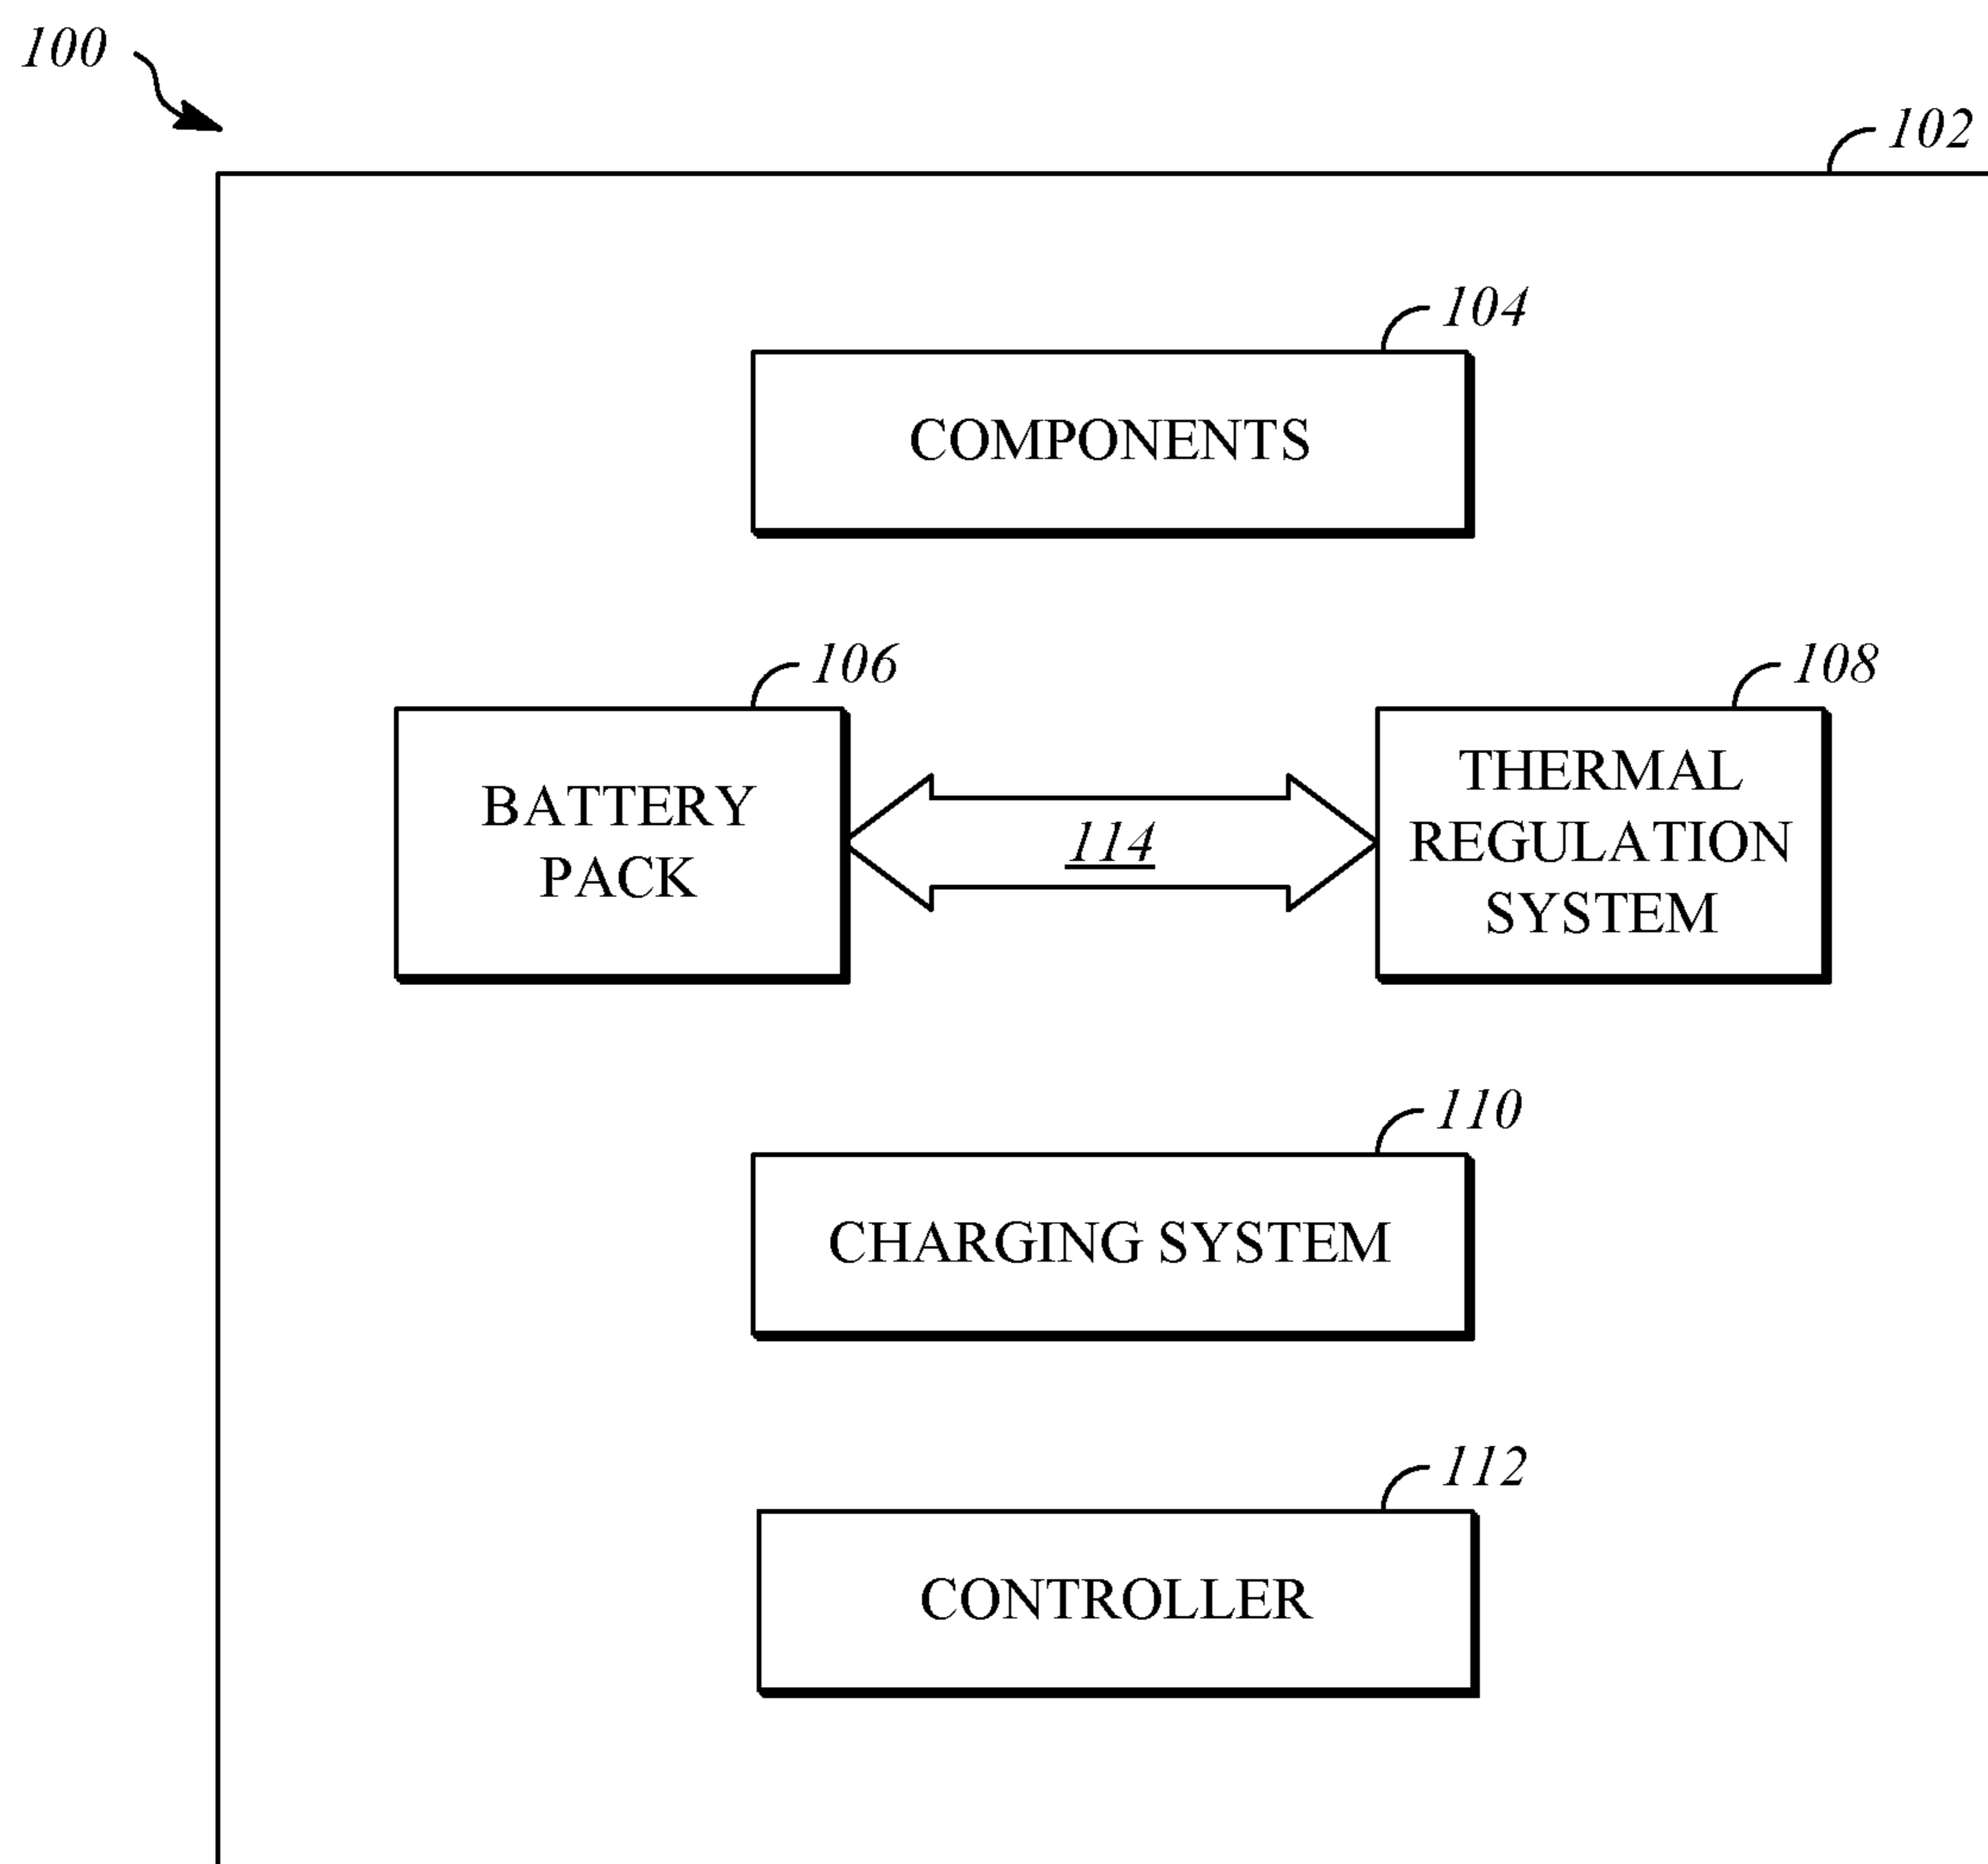 100
102
104
COMPONENTS
106
108
BATTERY
PACK
114
THERMAL
REGULATION
SYSTEM
110
CHARGING SYSTEM
112
CONTROLLER